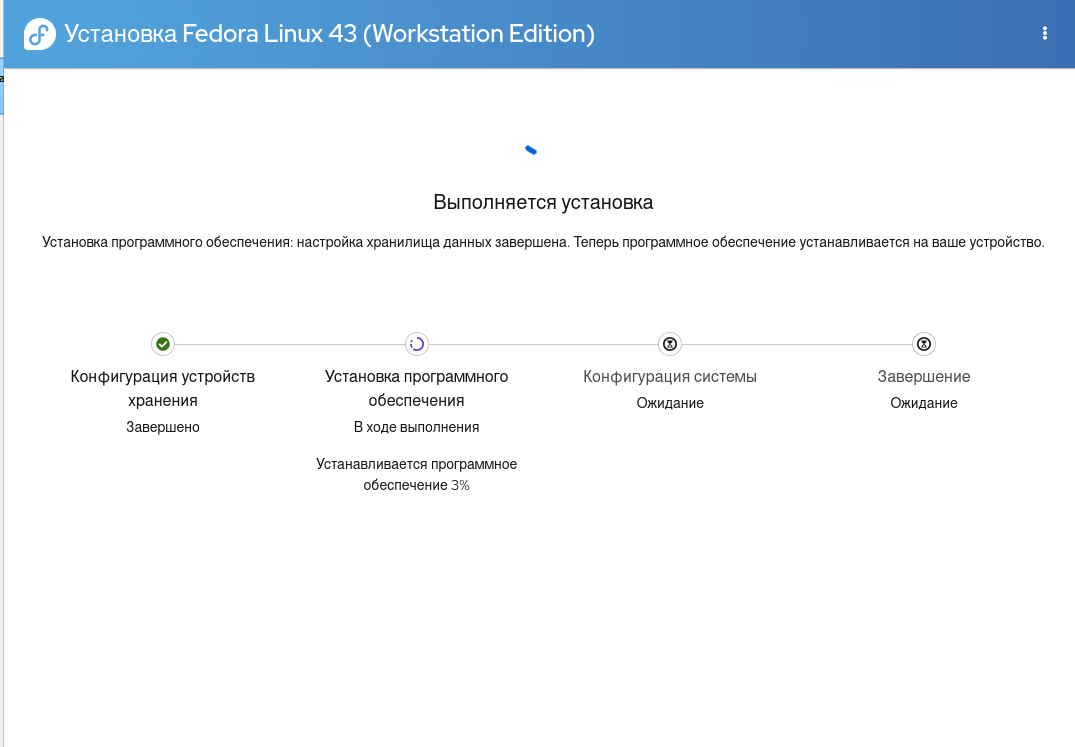 Установка Fedora Linux 43 (Workstation Edition)
Выполняется установка
Установка программного обеспечения: настройка хранилища данных завершена. Теперь программное обеспечение устанавливается на ваше устройство.
Конфигурация устройств
хранения
Завершено
Установка программного
обеспечения
В ходе выполнения
Устанавливается программное
обеспечение 3%
Конфигурация системы
Ожидание
Завершение
Ожидание